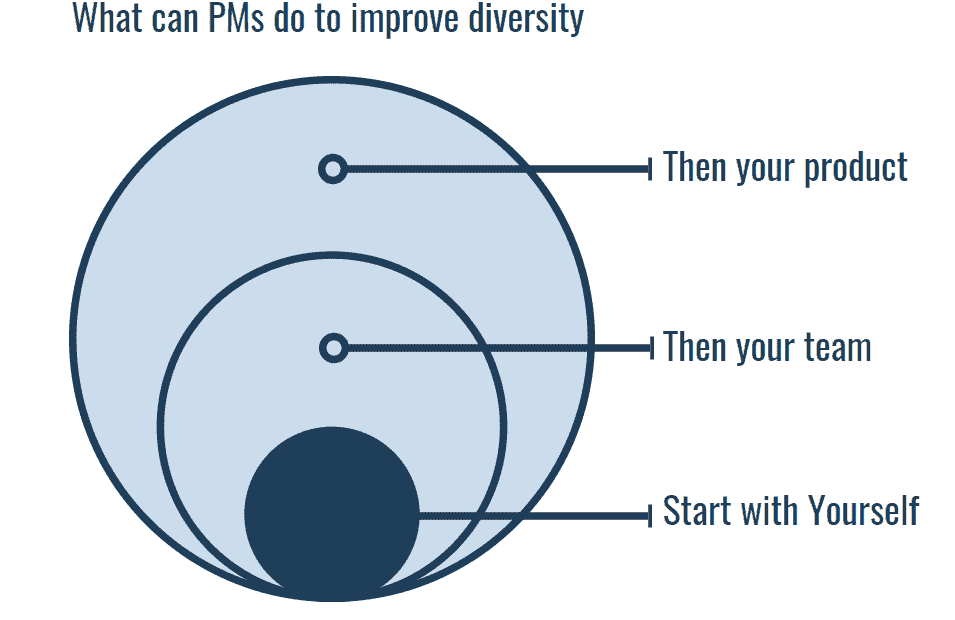 What can PMs do to improve diversity
Then your product
Then your team
Start with Yourself